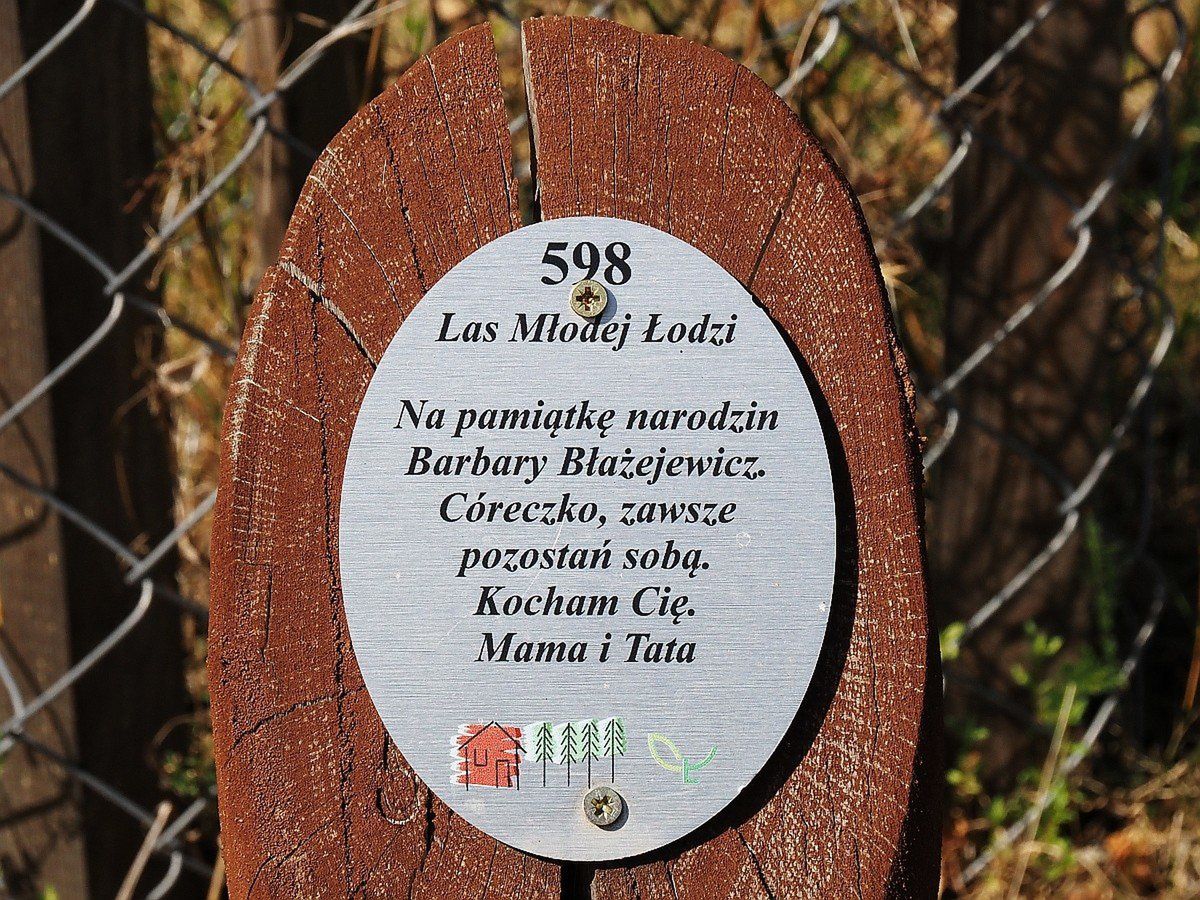 598
Las Młodej Łodzi
Na pamiątkę narodzin
Barbary Błażejewicz.
Córeczko, zawsze
pozostań sobą.
Kocham Cię.
Mama i Tata